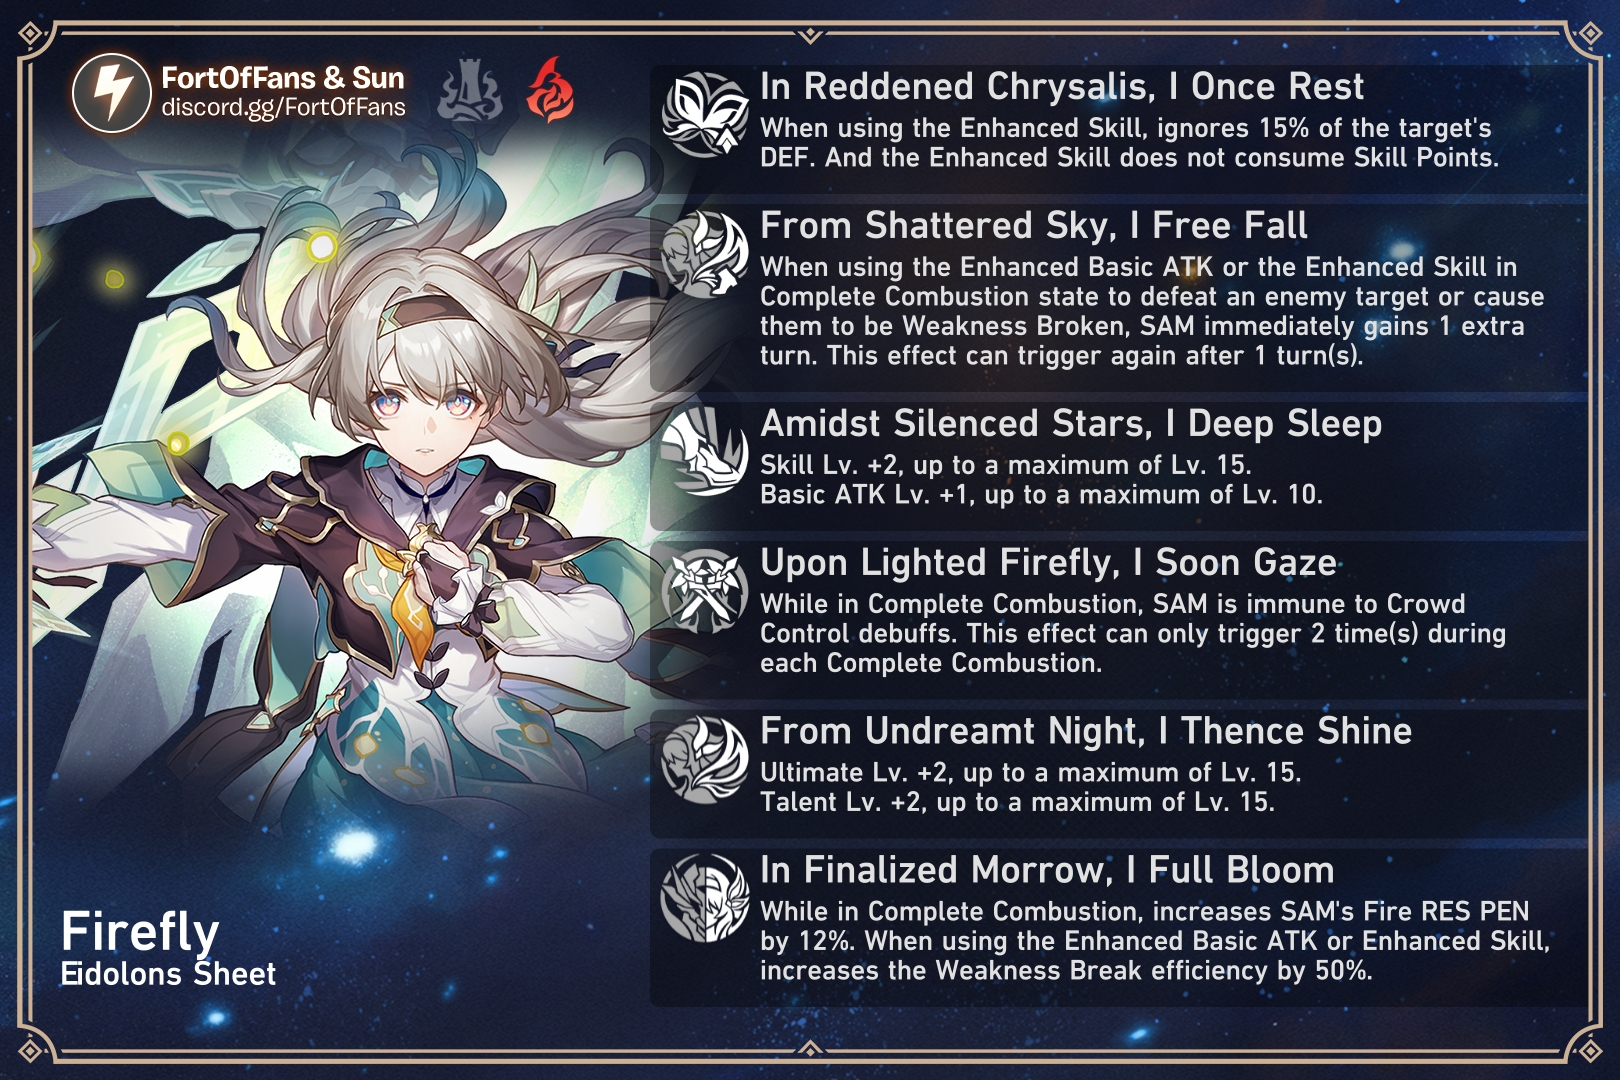 FortOfFans & Sun
discord.gg/FortOfFans
In Reddened Chrysalis, I Once Rest
When using the Enhanced Skill, ignores 15% of the target's
DEF. And the Enhanced Skill does not consume Skill Points.
From Shattered Sky, I Free Fall
When using the Enhanced Basic ATK or the Enhanced Skill in
Complete Combustion state to defeat an enemy target or cause
them to be Weakness Broken, SAM immediately gains 1 extra
turn. This effect can trigger again after 1 turn(s).
Amidst Silenced Stars, I Deep Sleep
Skill Lv. +2, up to a maximum of Lv. 15.
Basic ATK Lv. +1, up to a maximum of Lv. 10.
Upon Lighted Firefly, I Soon Gaze
While in Complete Combustion, SAM is immune to Crowd
Control debuffs. This effect can only trigger 2 time(s) during
each Complete Combustion.
From Undreamt Night, I Thence Shine
Ultimate Lv. +2, up to a maximum of Lv. 15.
Talent Lv. +2, up to a maximum of Lv. 15.
In Finalized Morrow, I Full Bloom
While in Complete Combustion, increases SAM's Fire RES PEN
by 12%. When using the Enhanced Basic ATK or Enhanced Skill,
increases the Weakness Break efficiency by 50%.
Firefly
Eidolons Sheet